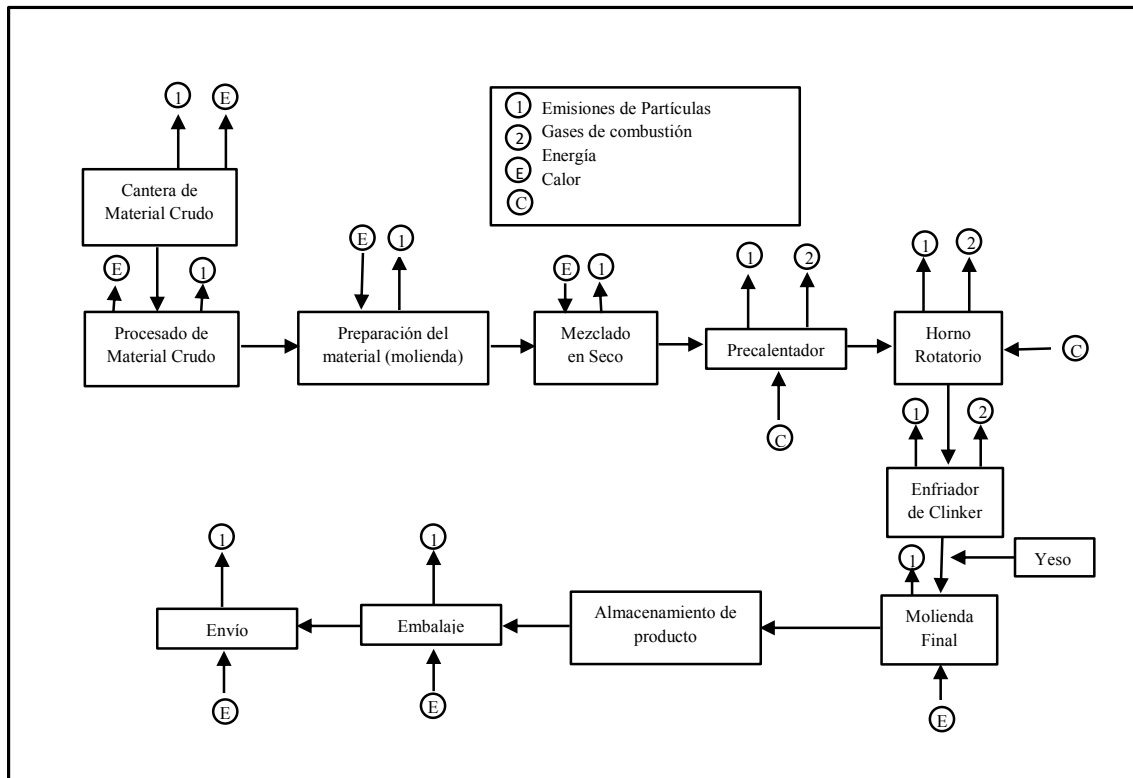 1 E
1 Emisiones de Partículas
2 Gases de combustión
E Energía
C Calor
Cantera de
Material Crudo
E 1
E 1
E 1
1 2
1 2
Procesado de
Material Crudo
Preparación del
material (molienda)
Mezclado
en Seco
Precalentador
Horno
Rotatorio
C
C
1 2
Enfriador
de Clinker
1
Yeso
1
1
Envío
Embalaje
Almacenamiento de
producto
Molienda
Final
E
E
E